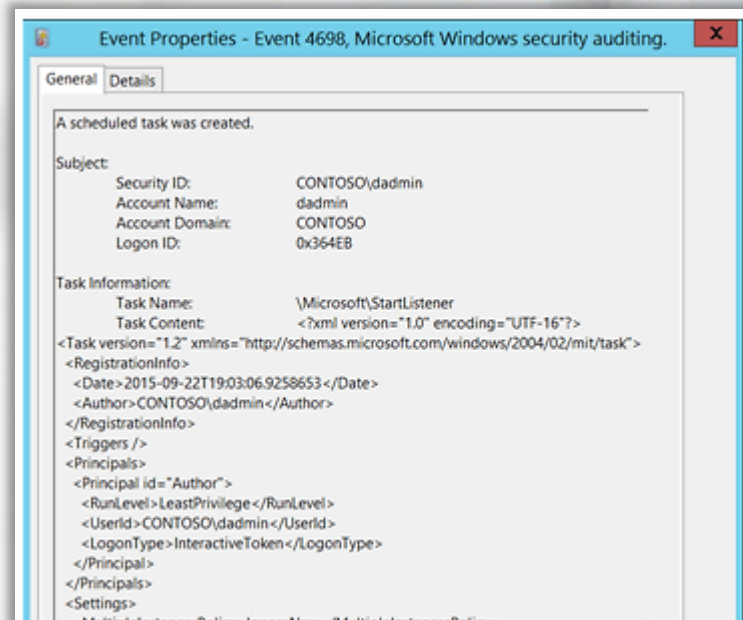 Event Properties - Event 4698, Microsoft Windows security auditing.
X
General Details
A scheduled task was created.
Subject:
Security ID: CONTOSO\dadmin
Account Name: dadmin
Account Domain: CONTOSO
Logon ID: 0x364EB
Task Information:
Task Name: \Microsoft\StartListener
Task Content: <?xml version="1.0" encoding="UTF-16"?>
<Task version="1.2" xmlns="http://schemas.microsoft.com/windows/2004/02/mit/task">
<RegistrationInfo>
<Date>2015-09-22T19:03:06.9258653</Date>
<Author>CONTOSO\dadmin</Author>
</RegistrationInfo>
<Triggers />
<Principals>
<Principal id="Author">
<RunLevel>LeastPrivilege</RunLevel>
<UserId>CONTOSO\dadmin</UserId>
<LogonType>InteractiveToken</LogonType>
</Principal>
</Principals>
<Settings>